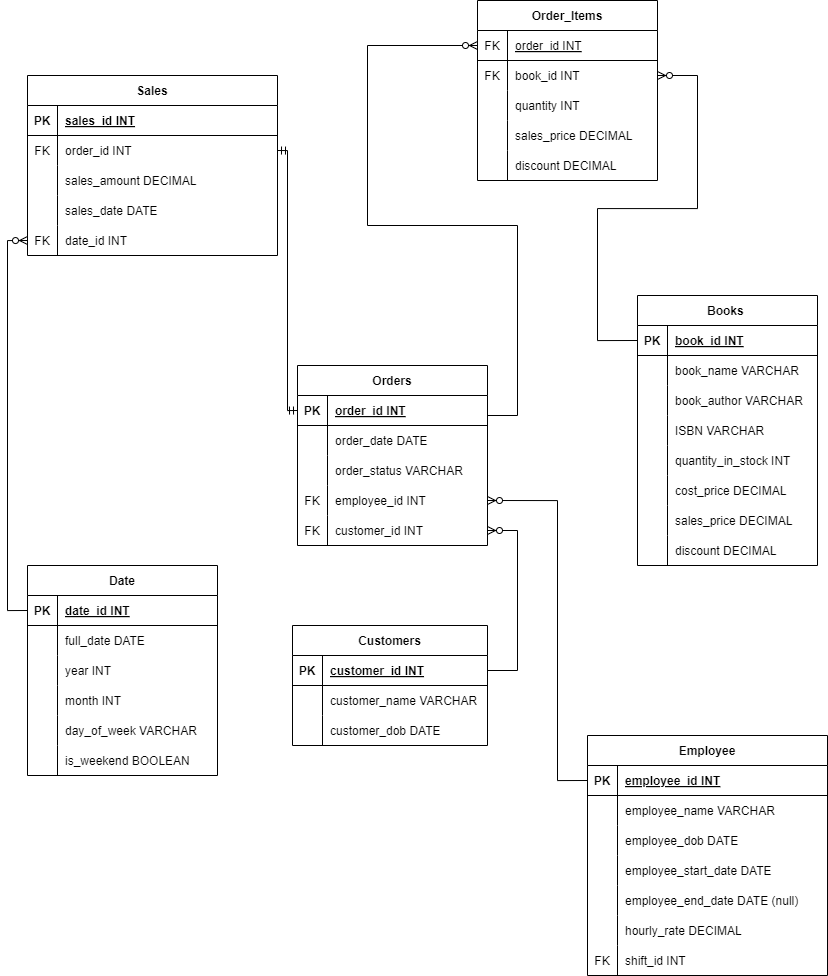 Order_Items
FK order_id INT
FK book_id INT
quantity INT
sales_price DECIMAL
discount DECIMAL
Sales
PK sales_id INT
FK order_id INT
sales_amount DECIMAL
sales_date DATE
FK date_id INT
Books
PK book_id INT
book_name VARCHAR
book_author VARCHAR
ISBN VARCHAR
quantity_in_stock INT
cost_price DECIMAL
sales_price DECIMAL
discount DECIMAL
Orders
PK order_id INT
order_date DATE
order_status VARCHAR
FK employee_id INT
FK customer_id INT
Date
PK date_id INT
full_date DATE
year INT
month INT
day_of_week VARCHAR
is_weekend BOOLEAN
Customers
PK customer_id INT
customer_name VARCHAR
customer_dob DATE
Employee
PK employee_id INT
employee_name VARCHAR
employee_dob DATE
employee_start_date DATE
employee_end_date DATE (null)
hourly_rate DECIMAL
FK shift_id INT